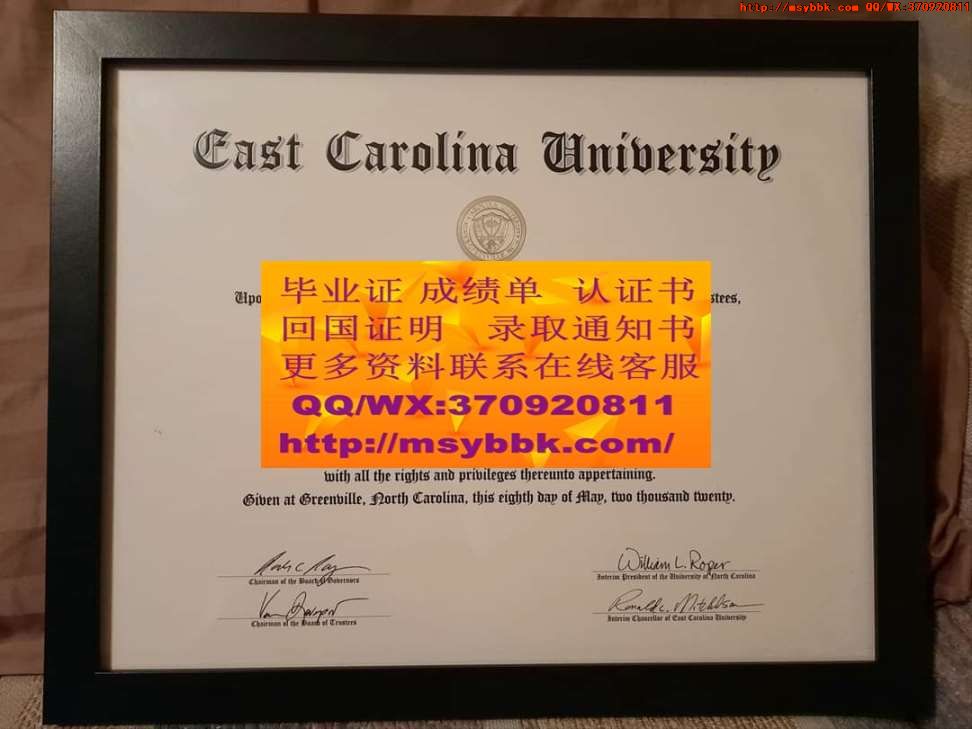 http://msybbk.com QQ/WX:370920811
East Carolina University
Upo
stees,
毕业证 成绩单 认证书
回国证明 录取通知书
更多资料联系在线客服
QQ/WX:370920811
http://msybbk.com/
with all the rights and privileges thereunto appertaining.
Given at Greenville, North Carolina, this eighth day of May, two thousand twenty.
William L. Roper
Chairman of the Board of Governors
Interim President of the University of North Carolina
Chairman of the Board of Trustees
Interim Chancellor of East Carolina University